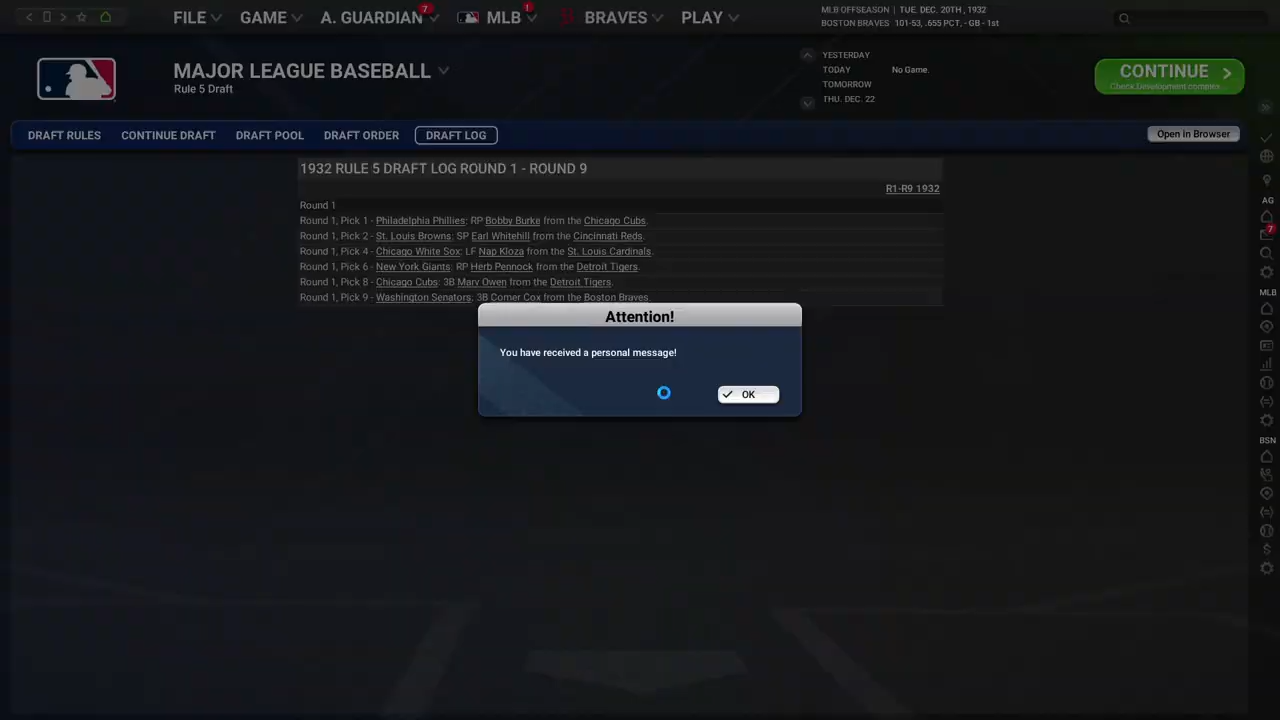 FILE GAME A. GUARDIAN 7 MLB ! BRAVES PLAY
MLB OFFSEASON | TUE. DEC. 20TH , 1932
BOSTON BRAVES 101-53, .655 PCT, - GB - 1st
MAJOR LEAGUE BASEBALL
Rule 5 Draft
YESTERDAY
TODAY No Game.
TOMORROW
THU. DEC. 22
CONTINUE
Check Development comples...
DRAFT RULES CONTINUE DRAFT DRAFT POOL DRAFT ORDER DRAFT LOG Open in Browser
1932 RULE 5 DRAFT LOG ROUND 1 - ROUND 9
R1-R9 1932
Round 1
Round 1, Pick 1 - Philadelphia Phillies: RP Bobby Burke from the Chicago Cubs.
Round 1, Pick 2 - St. Louis Browns: SP Earl Whitehill from the Cincinnati Reds.
Round 1, Pick 4 - Chicago White Sox: LF Nap Kloza from the St. Louis Cardinals.
Round 1, Pick 6 - New York Giants: RP Herb Pennock from the Detroit Tigers.
Round 1, Pick 8 - Chicago Cubs: 3B Marv Owen from the Detroit Tigers.
Round 1, Pick 9 - Washington Senators: 3B Comer Cox from the Boston Braves.
Attention!
You have received a personal message!
OK
AG
7
MLB
BSN
$